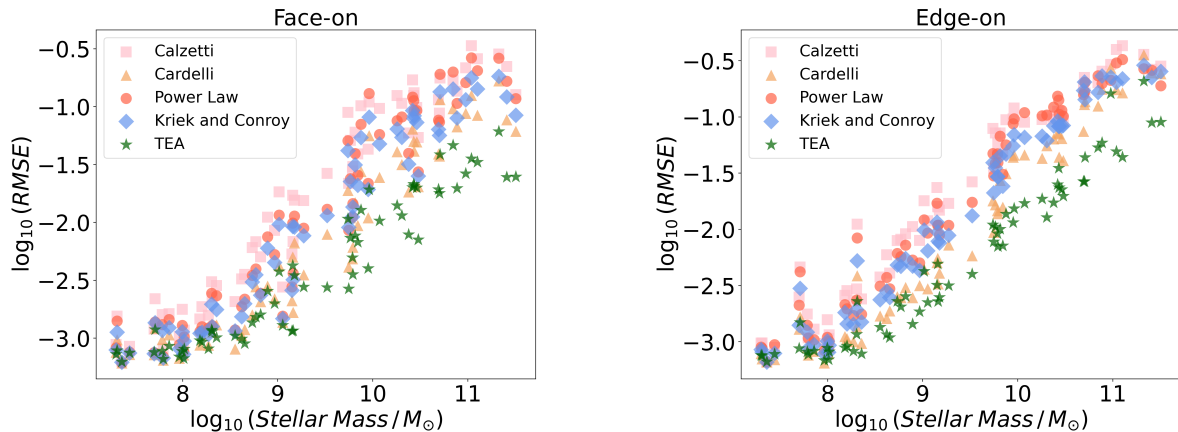 Face-on
−0.5
−1.0
−1.5
−2.0
−2.5
−3.0
log₁₀ (RMSE)
Calzetti
Cardelli
Power Law
Kriek and Conroy
TEA
8 9 10 11
log₁₀ (Stellar Mass / M⊙)
Edge-on
−0.5
−1.0
−1.5
−2.0
−2.5
−3.0
log₁₀ (RMSE)
Calzetti
Cardelli
Power Law
Kriek and Conroy
TEA
8 9 10 11
log₁₀ (Stellar Mass / M⊙)